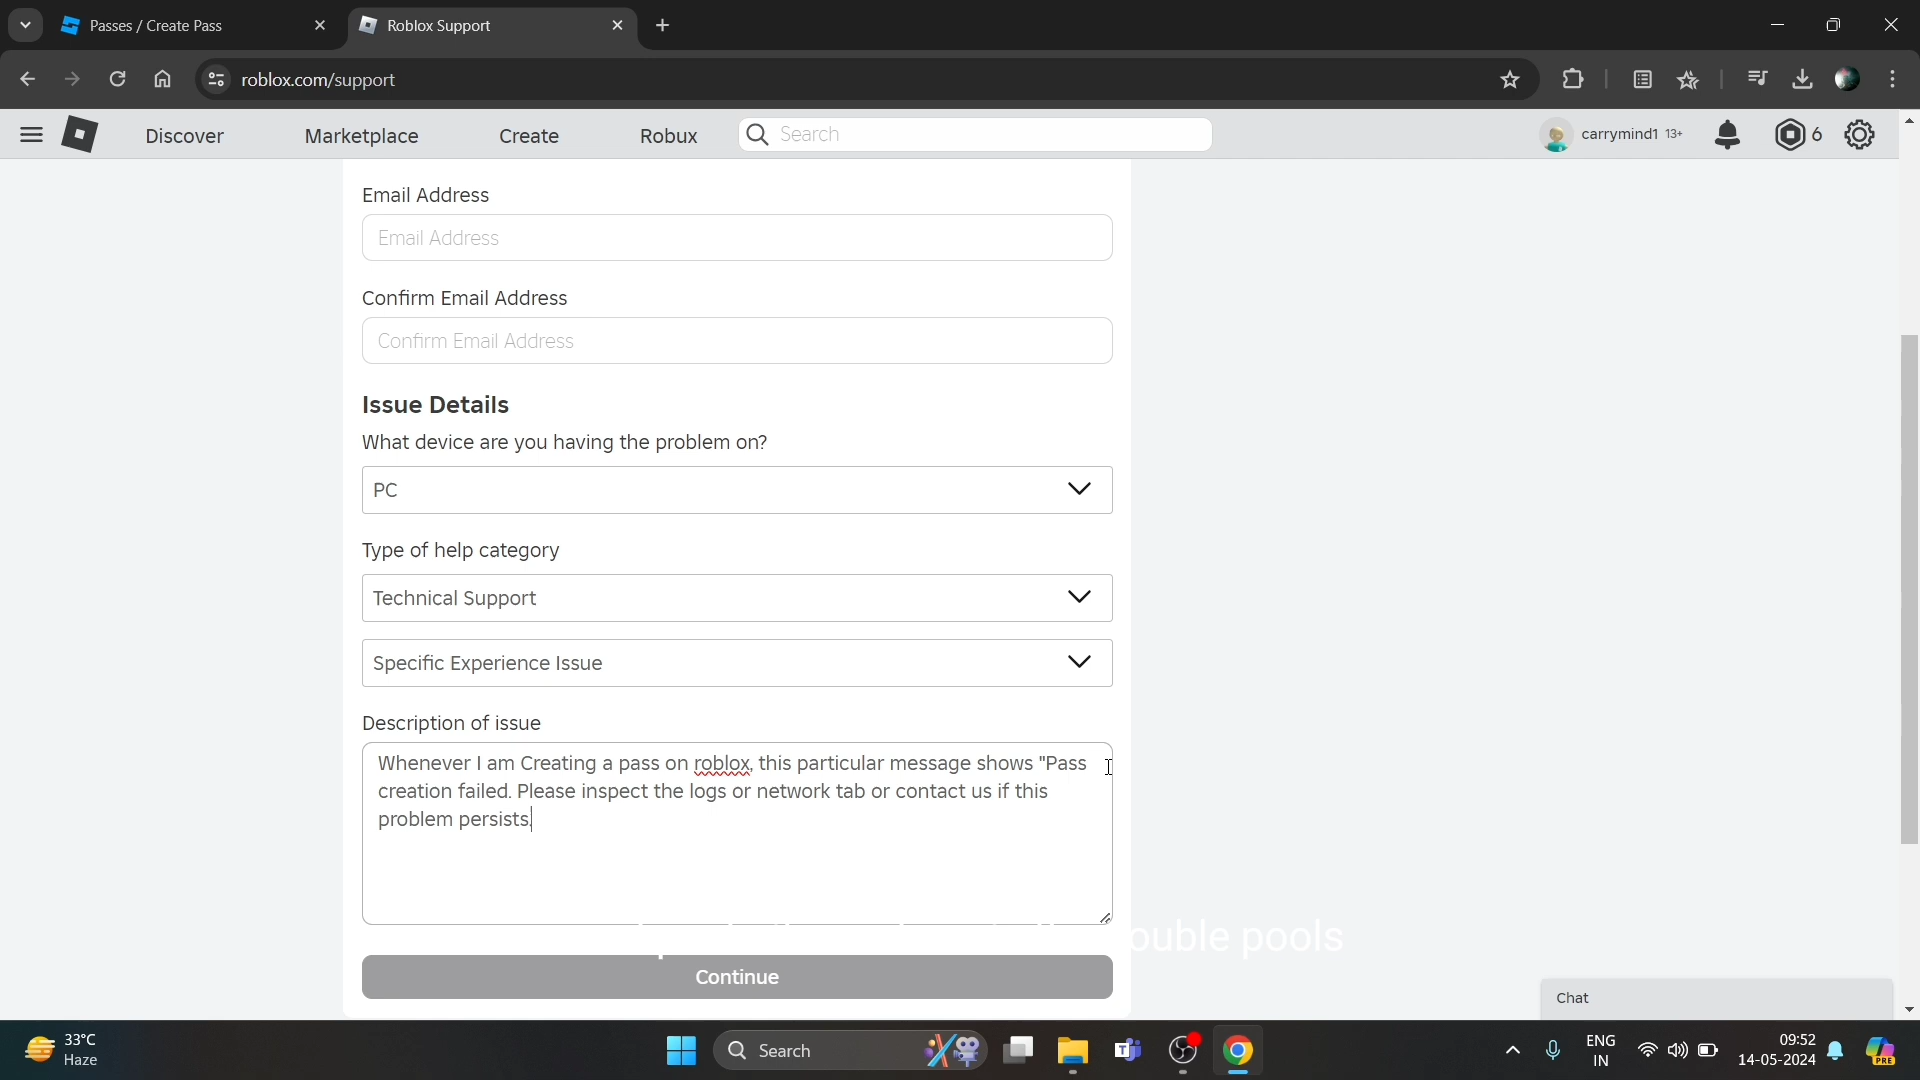 Passes / Create Pass
Roblox Support
roblox.com/support
Discover
Marketplace
Create
Robux
Search
carrymind1 13+
6
Email Address
Email Address
Confirm Email Address
Confirm Email Address
Issue Details
What device are you having the problem on?
PC
Type of help category
Technical Support
Specific Experience Issue
Description of issue
Whenever I am Creating a pass on roblox, this particular message shows "Pass
creation failed. Please inspect the logs or network tab or contact us if this
problem persists.
pools
Continue
Chat
33°C
Haze
Search
ENG
IN
09:52
14-05-2024
PRE